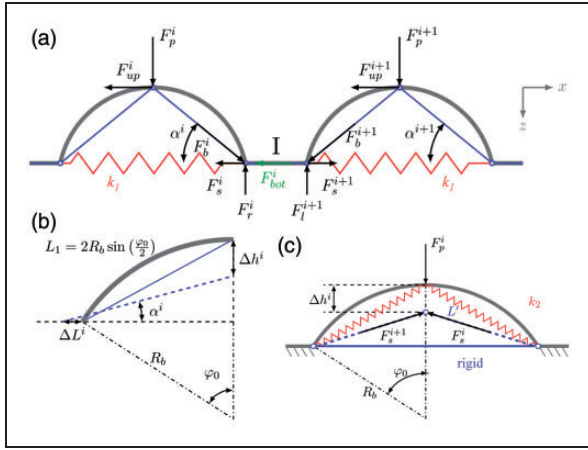 (a)
F_p^i
F_p^{i+1}
F_{up}^i
F_{up}^{i+1}
x
z
α^i
F_b^i
I
F_b^{i+1}
α^{i+1}
k_1
F_s^i
F_{bot}^i
F_s^{i+1}
k_1
F_r^i
F_l^{i+1}
(b)
L_1 = 2R_b sin (φ_0/2)
Δh^i
α^i
ΔL^i
R_b
φ_0
(c)
F_p^i
Δh^i
k_2
L'
F_s^{i+1}
F_s^i
rigid
φ_0
R_b